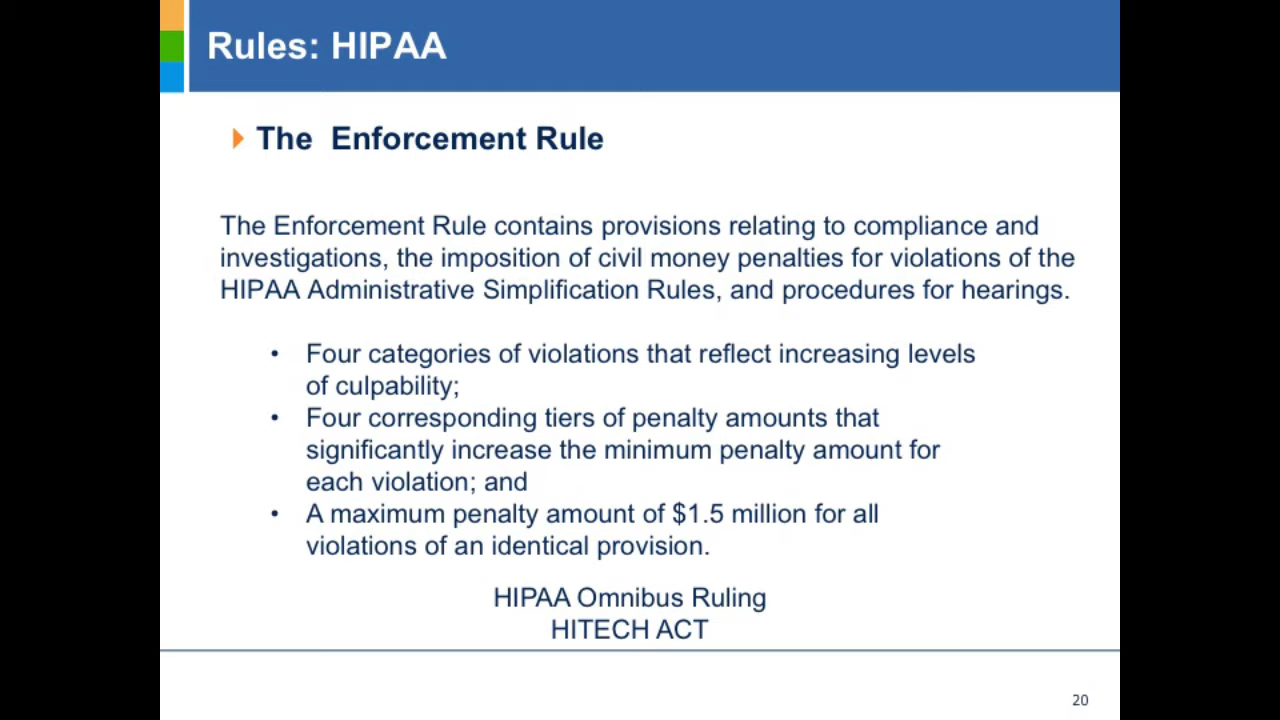 Rules: HIPAA
The Enforcement Rule
The Enforcement Rule contains provisions relating to compliance and
investigations, the imposition of civil money penalties for violations of the
HIPAA Administrative Simplification Rules, and procedures for hearings.
• Four categories of violations that reflect increasing levels
of culpability;
• Four corresponding tiers of penalty amounts that
significantly increase the minimum penalty amount for
each violation; and
• A maximum penalty amount of $1.5 million for all
violations of an identical provision.
HIPAA Omnibus Ruling
HITECH ACT
20